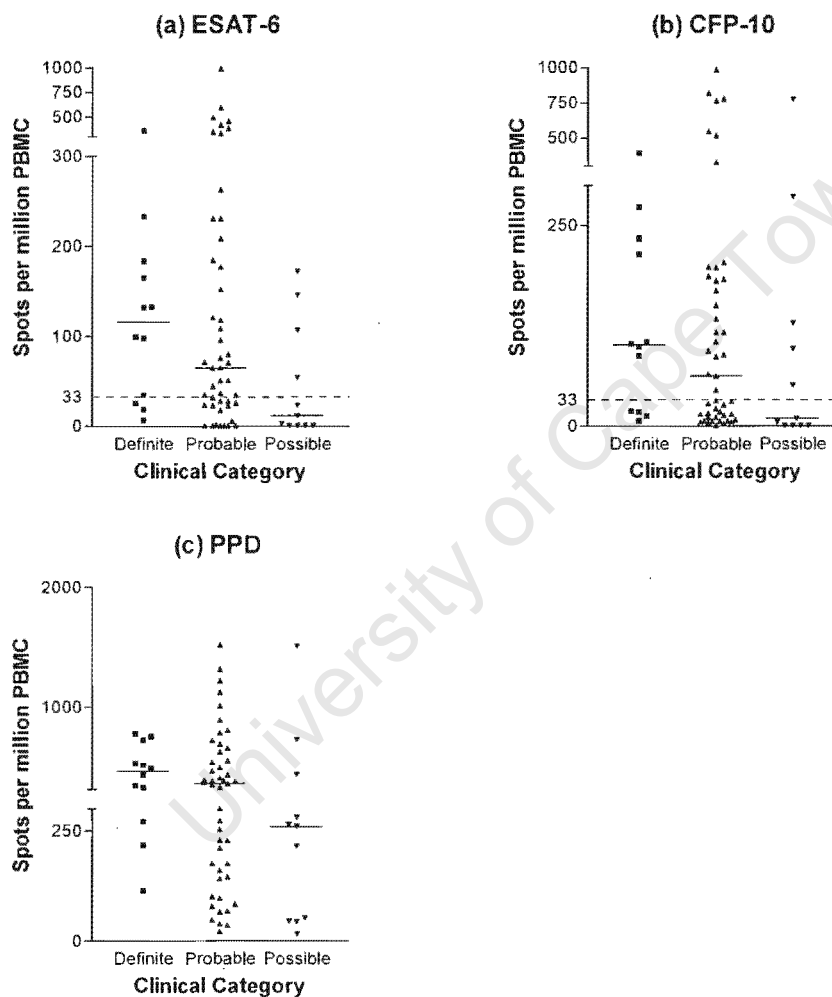 (a) ESAT-6
1000
750
500
300
200
100
33
0
Spots per million PBMC
Definite Probable Possible
Clinical Category
(b) CFP-10
1000
750
500
250
33
0
Spots per million PBMC
Definite Probable Possible
Clinical Category
(c) PPD
2000
1000
250
0
Spots per million PBMC
Definite Probable Possible
Clinical Category
University of Cape Tow